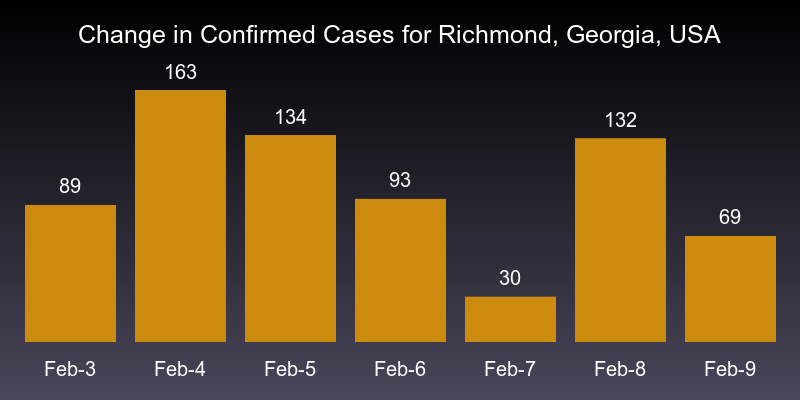 Change in Confirmed Cases for Richmond, Georgia, USA
89
163
134
93
30
132
69
Feb-3
Feb-4
Feb-5
Feb-6
Feb-7
Feb-8
Feb-9